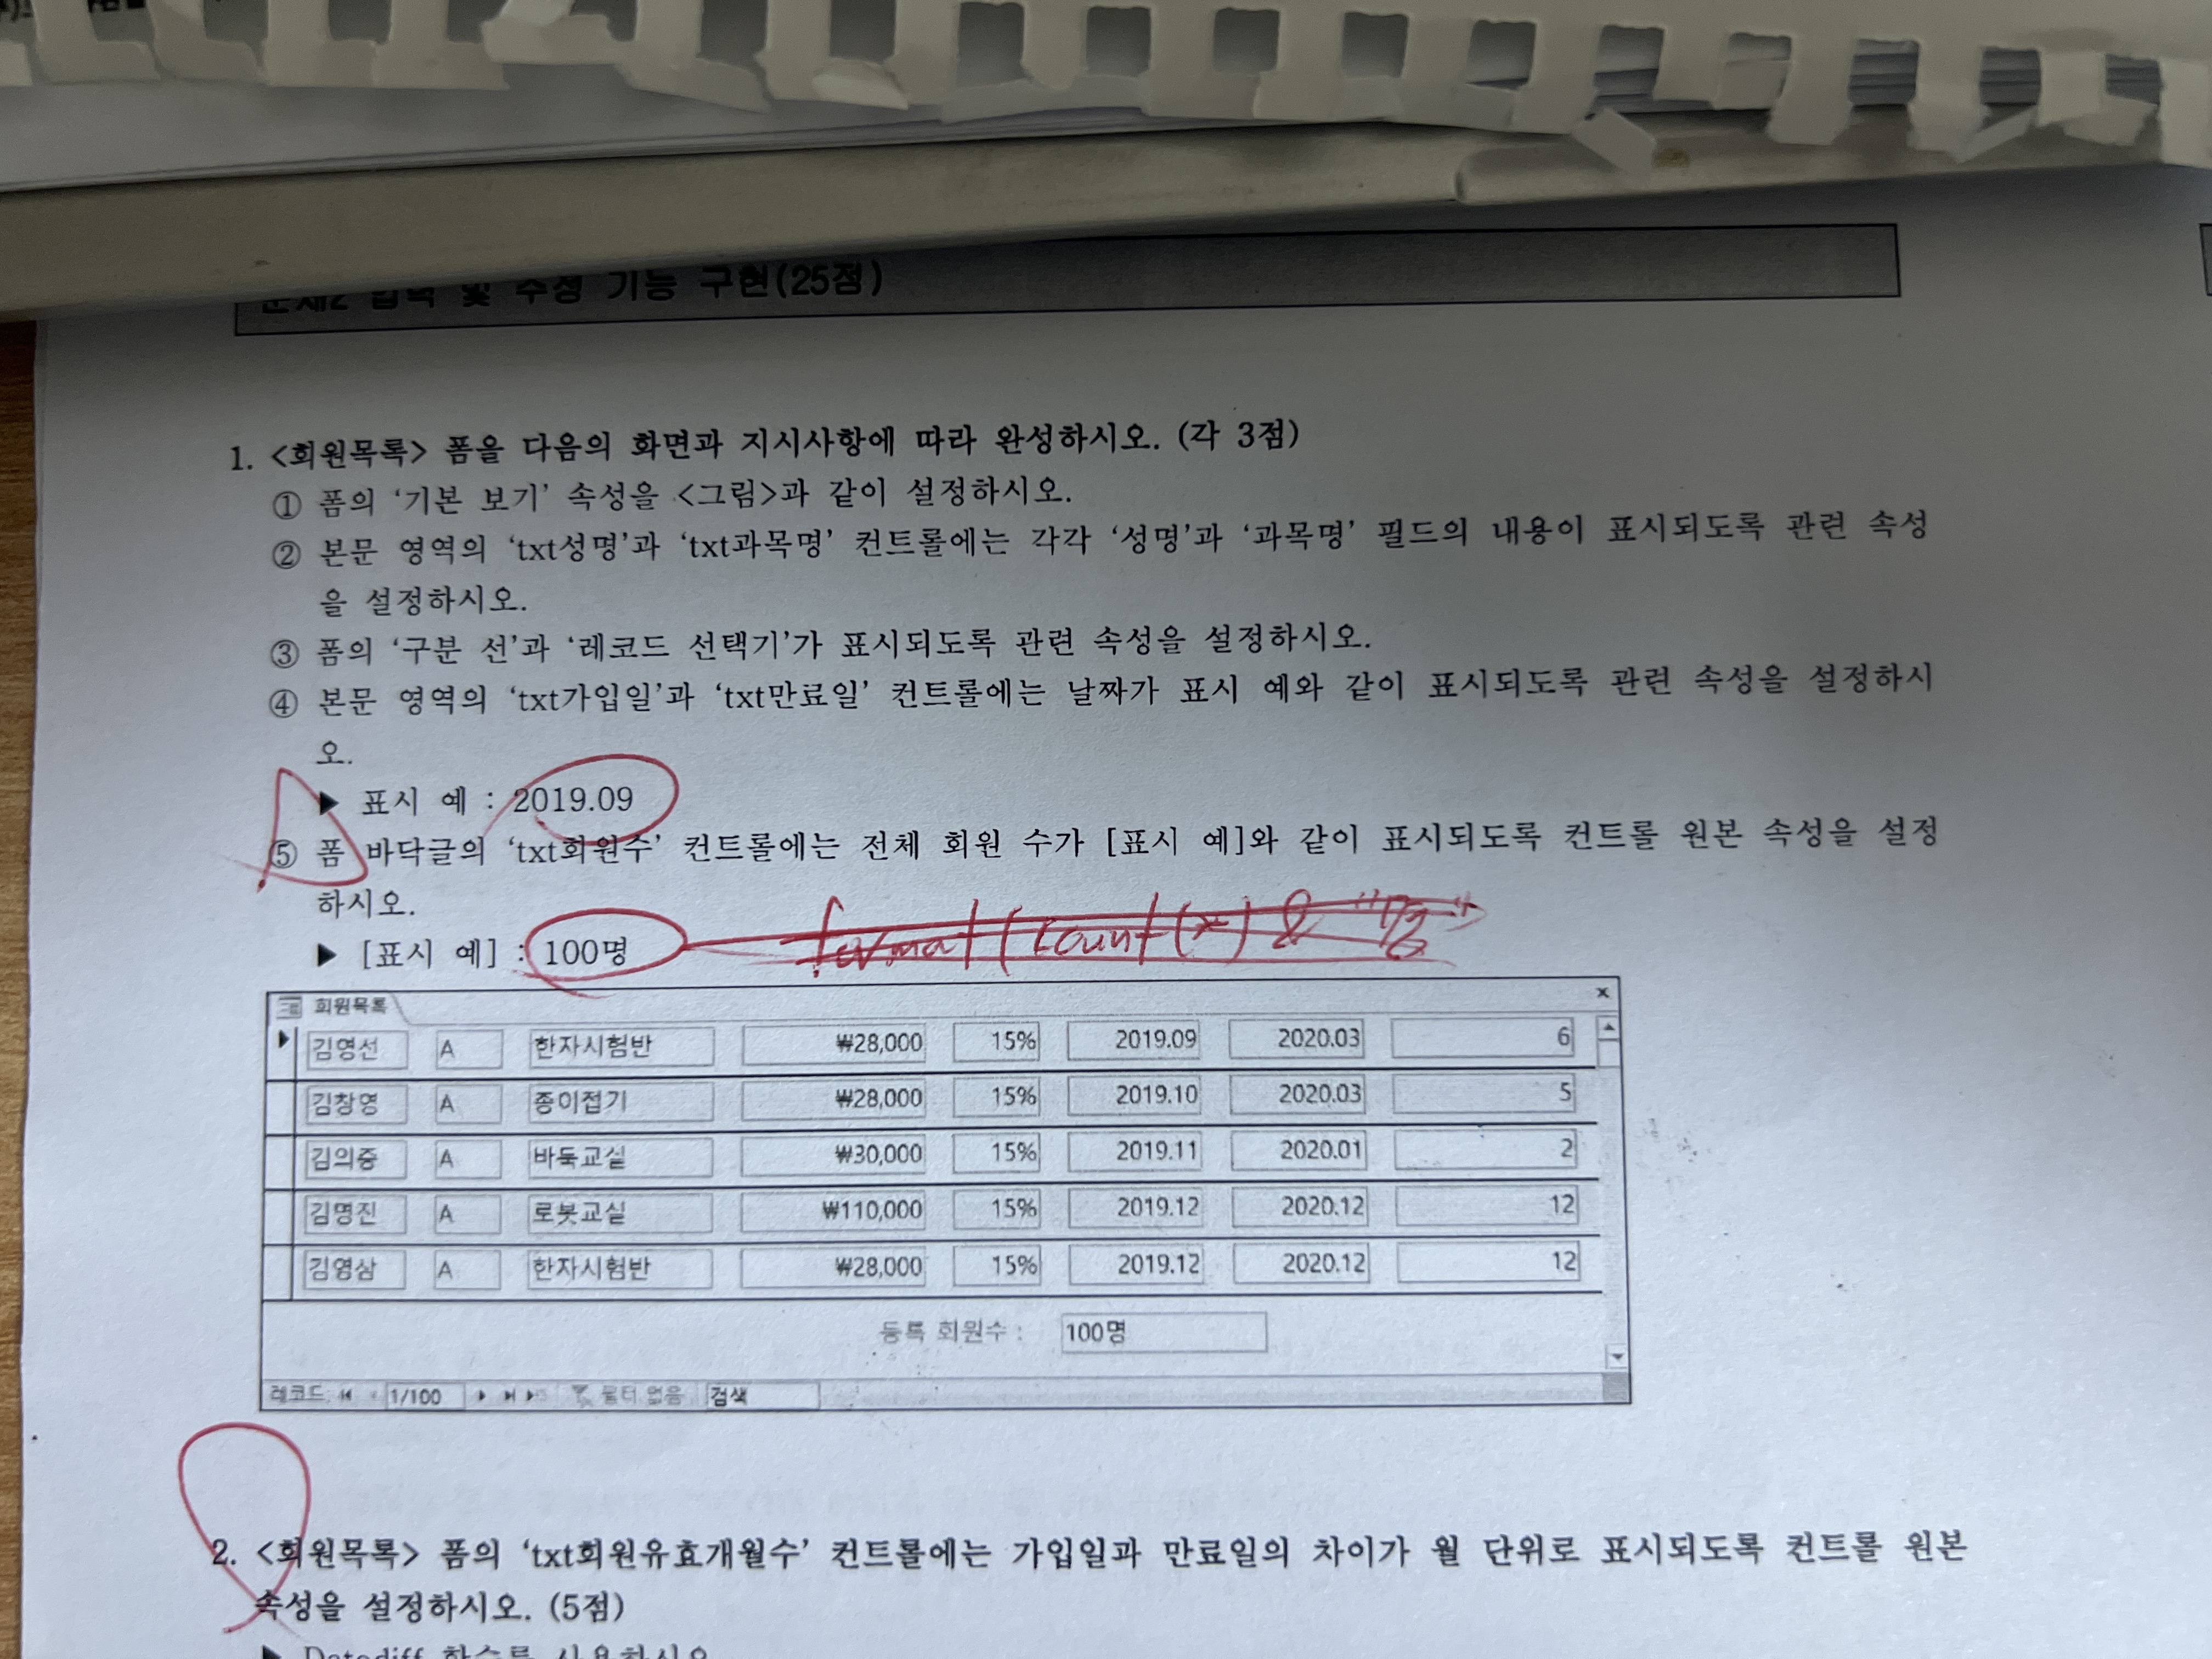 기능 구현(25점)
1. <회원목록> 폼을 다음의 화면과 지시사항에 따라 완성하시오. (각 3점)
① 폼의 ‘기본 보기’ 속성을 <그림>과 같이 설정하시오.
② 본문 영역의 ‘txt성명’과 ‘txt과목명’ 컨트롤에는 각각 ‘성명’과 ‘과목명’ 필드의 내용이 표시되도록 관련 속성
을 설정하시오.
③ 폼의 ‘구분 선’과 ‘레코드 선택기’가 표시되도록 관련 속성을 설정하시오.
④ 본문 영역의 ‘txt가입일’과 ‘txt만료일’ 컨트롤에는 날짜가 표시 예와 같이 표시되도록 관련 속성을 설정하시
오.
▶ 표시 예 : 2019.09
⑤ 폼 바닥글의 ‘txt회원수’ 컨트롤에는 전체 회원 수가 [표시 예]와 같이 표시되도록 컨트롤 원본 속성을 설정
하시오.
▶ [표시 예] : 100명 format(count(*) & "명"
회원목록 x
김영선 A 한자시험반 ₩28,000 15% 2019.09 2020.03 6
김창영 A 종이접기 ₩28,000 15% 2019.10 2020.03 5
김의중 A 바둑교실 ₩30,000 15% 2019.11 2020.01 2
김명진 A 로봇교실 ₩110,000 15% 2019.12 2020.12 12
김영삼 A 한자시험반 ₩28,000 15% 2019.12 2020.12 12
등록 회원수 : 100명
레코드: 1/100 필터 없음 검색
2. <회원목록> 폼의 ‘txt회원유효개월수’ 컨트롤에는 가입일과 만료일의 차이가 월 단위로 표시되도록 컨트롤 원본
속성을 설정하시오. (5점)
▶ Datediff 함수를 사용하시오